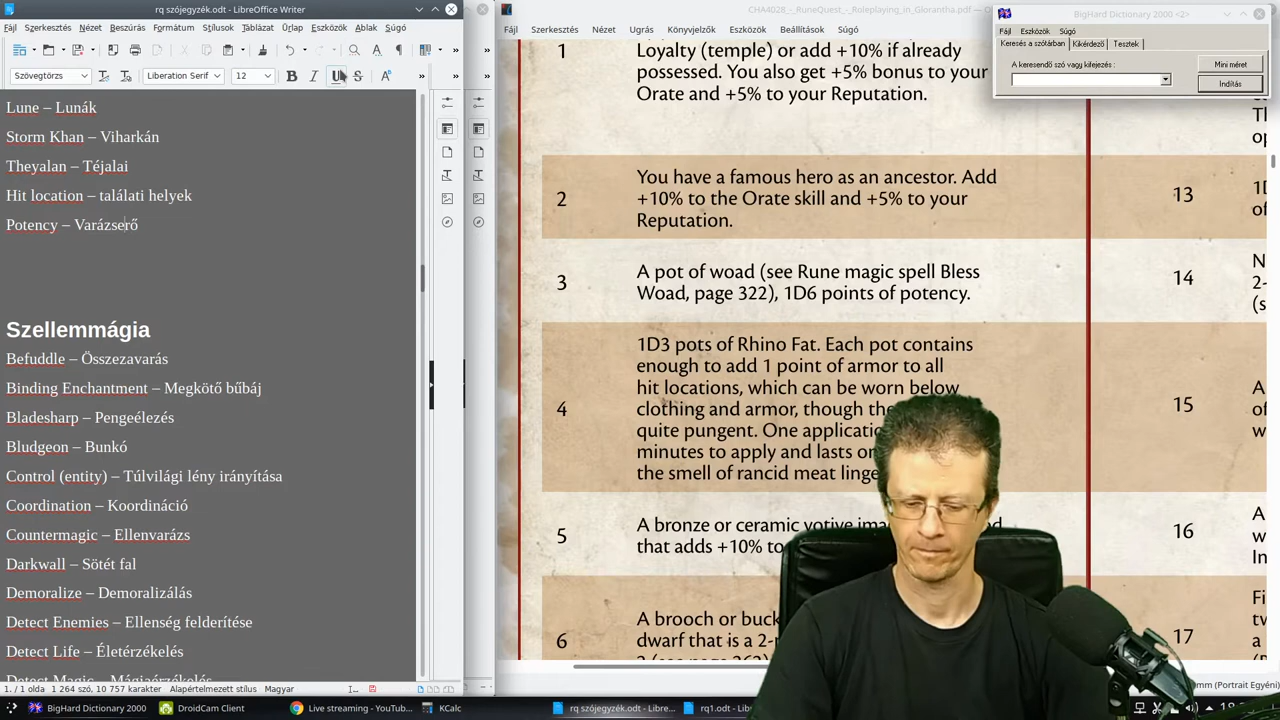 rq szójegyzék.odt - LibreOffice Writer
Fájl Szerkesztés Nézet Beszúrás Formátum Stílusok Táblázat Űrlap Eszközök Ablak Súgó
Szövegtörzs
Liberation Serif
12
Lune – Lunák
Storm Khan – Viharkán
Theyalan – Téjalai
Hit location – találati helyek
Potency – Varázserő
Szellemmágia
Befuddle – Összezavarás
Binding Enchantment – Megkötő bűbáj
Bladesharp – Pengeélezés
Bludgeon – Bunkó
Control (entity) – Túlvilági lény irányítása
Coordination – Koordináció
Countermagic – Ellenvarázs
Darkwall – Sötét fal
Demoralize – Demoralizálás
Detect Enemies – Ellenség felderítése
Detect Life – Életérzékelés
Detect Magic – Mágiaérzékelés
1. / 1 oldal 1 264 szó, 10 757 karakter Alapértelmezett stílus Magyar
CHA4028_-_RuneQuest_-_Roleplaying_in_Glorantha.pdf
Fájl Szerkesztés Nézet Ugrás Könyvjelzők Eszközök Beállítások Súgó
1
Loyalty (temple) or add +10% if already
possessed. You also get +5% bonus to your
Orate and +5% to your Reputation.
2
You have a famous hero as an ancestor. Add
+10% to the Orate skill and +5% to your
Reputation.
3
A pot of woad (see Rune magic spell Bless
Woad, page 322), 1D6 points of potency.
4
1D3 pots of Rhino Fat. Each pot contains
enough to add 1 point of armor to all
hit locations, which can be worn below
clothing and armor, though the
quite pungent. One applicatio
minutes to apply and lasts
the smell of rancid meat linge
5
A bronze or ceramic votive
that adds +10% to
6
A brooch or buck
dwarf that is a
13
14
15
16
17
BigHard Dictionary 2000 <2>
Fájl Eszközök Súgó
Keresés a szótárban Kikérdező Tesztek
A keresendő szó vagy kifejezés :
Mini méret
Indítás
BigHard Dictionary 2000
DroidCam Client
Live streaming - YouTub...
KCalc
rq szójegyzék.odt - Libre...